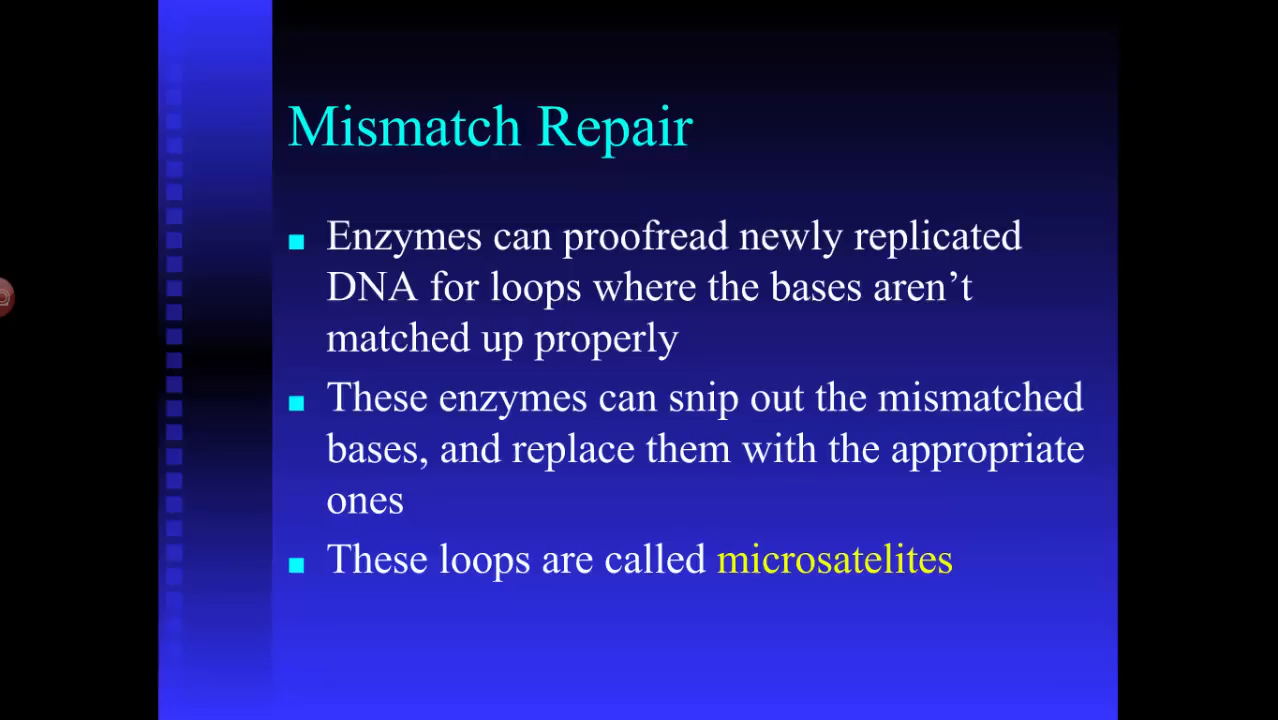 Mismatch Repair
Enzymes can proofread newly replicated
DNA for loops where the bases aren’t
matched up properly
These enzymes can snip out the mismatched
bases, and replace them with the appropriate
ones
These loops are called microsatelites